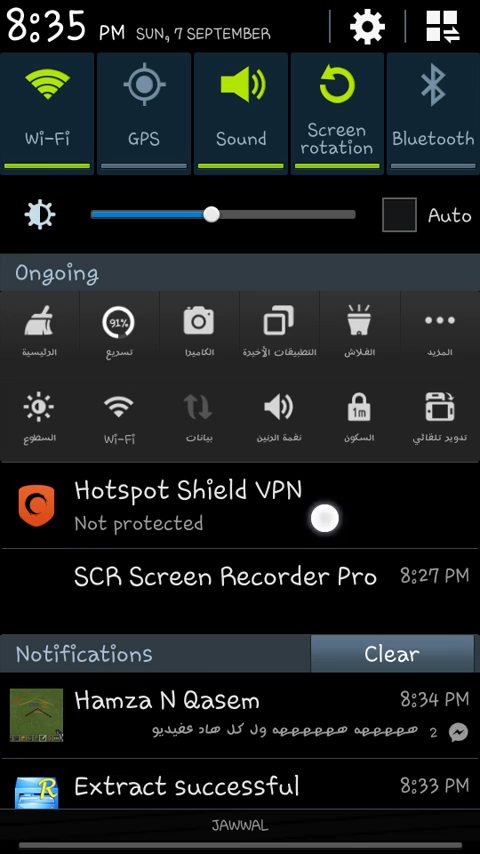 8:35 PM SUN, 7 SEPTEMBER
Wi-Fi
GPS
Sound
Screen
rotation
Bluetooth
Auto
Ongoing
الرئيسية
91%
تسريع
الكاميرا
التطبيقات الأخيرة
الفلاش
المزيد
السطوع
Wi-Fi
بيانات
نغمة الرنين
1m
السكون
تدوير تلقائي
Hotspot Shield VPN
Not protected
SCR Screen Recorder Pro 8:27 PM
Notifications
Clear
Hamza N Qasem 8:34 PM
ول كل هاد عفيديو 2
Extract successful 8:33 PM
JAWWAL